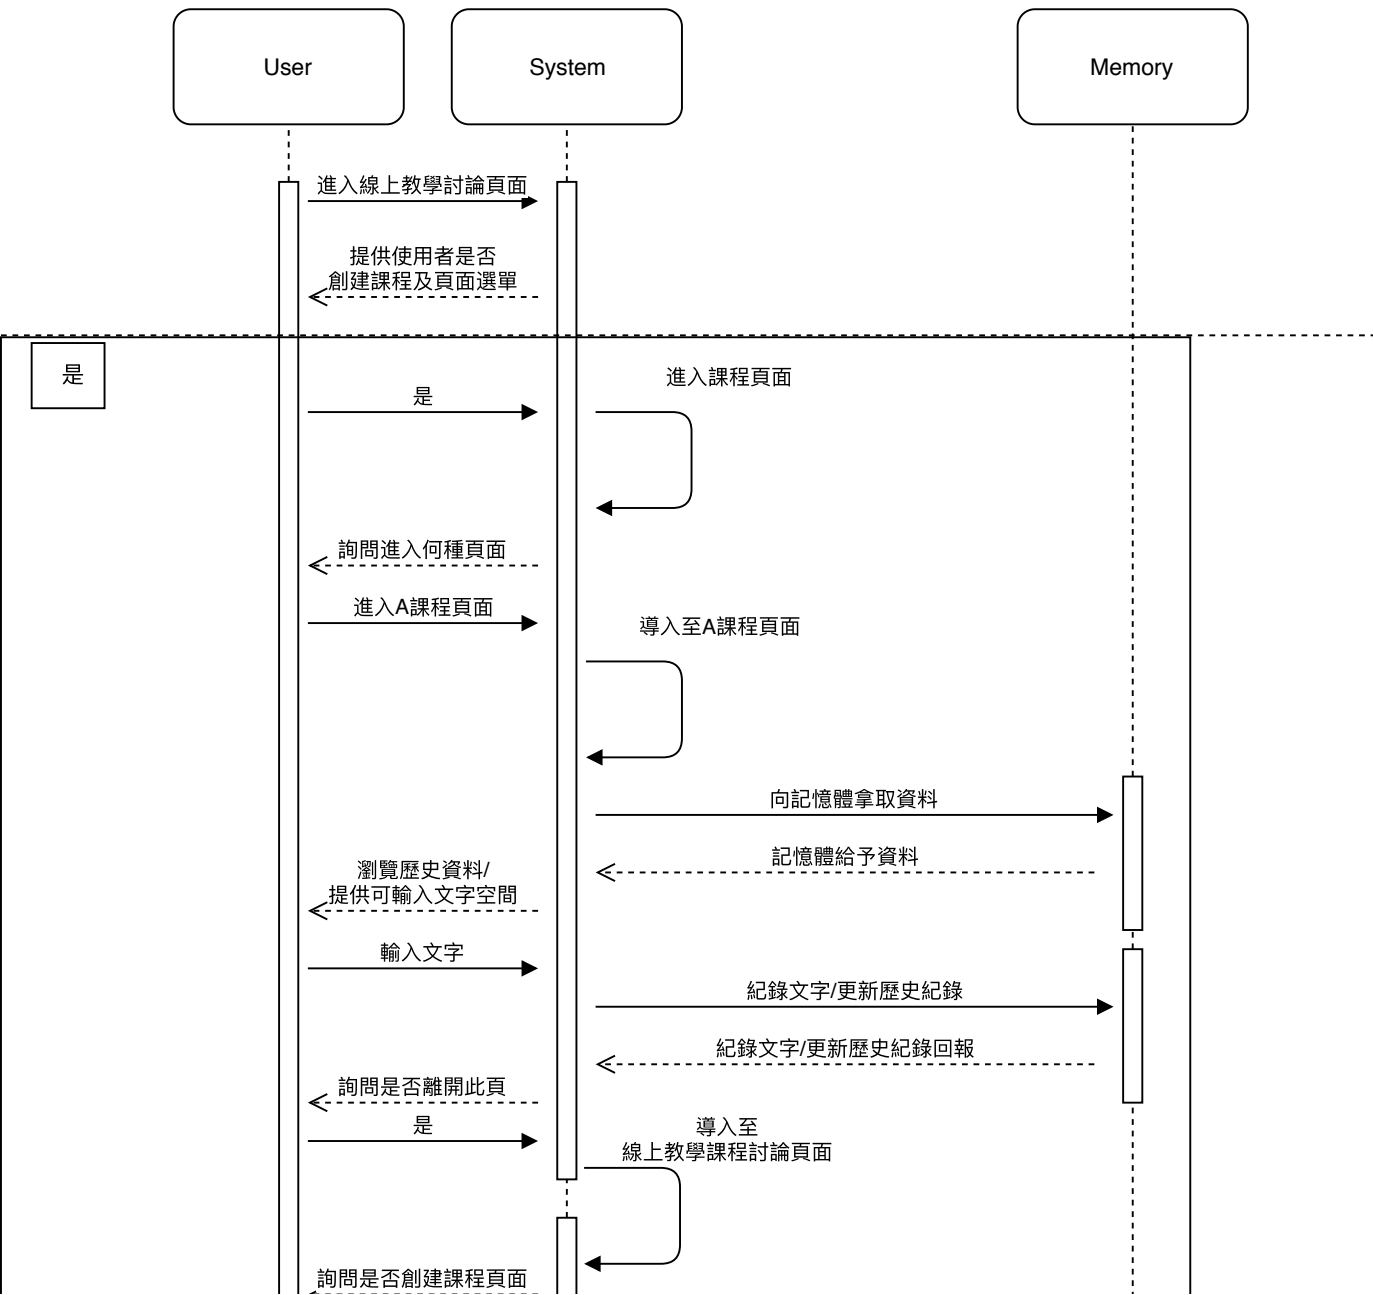 User
System
Memory
進入線上教學討論頁面
提供使用者是否
創建課程及頁面選單
是
進入課程頁面
是
詢問進入何種頁面
進入A課程頁面
導入至A課程頁面
向記憶體拿取資料
記憶體給予資料
瀏覽歷史資料/
提供可輸入文字空間
輸入文字
紀錄文字/更新歷史紀錄
紀錄文字/更新歷史紀錄回報
詢問是否離開此頁
是
導入至
線上教學課程討論頁面
詢問是否創建課程頁面